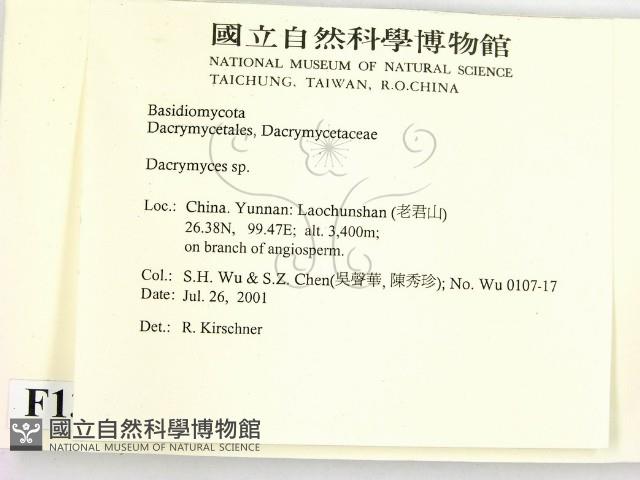 國立自然科學博物館
NATIONAL MUSEUM OF NATURAL SCIENCE
TAICHUNG, TAIWAN, R.O.CHINA
Basidiomycota
Dacrymycetales, Dacrymycetaceae
Dacrymyces sp.
Loc.: China. Yunnan: Laochunshan (老君山)
26.38N, 99.47E; alt. 3,400m;
on branch of angiosperm.
Col.: S.H. Wu & S.Z. Chen(吳聲華, 陳秀珍); No. Wu 0107-17
Date: Jul. 26, 2001
Det.: R. Kirschner
國立自然科學博物館
NATIONAL MUSEUM OF NATURAL SCIENCE